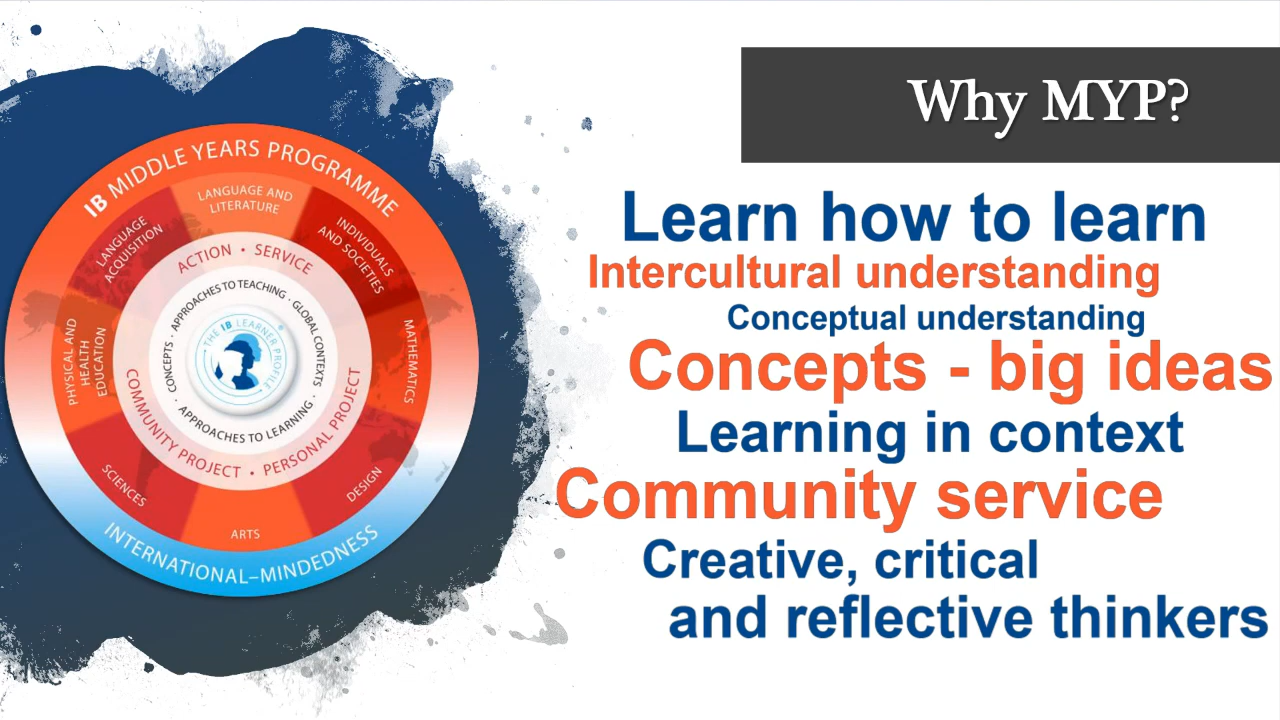 Why MYP?
Learn how to learn
Intercultural understanding
Conceptual understanding
Concepts - big ideas
Learning in context
Community service
Creative, critical
and reflective thinkers
IB MIDDLE YEARS PROGRAMME
LANGUAGE AND
LITERATURE
INDIVIDUALS
AND SOCIETIES
MATHEMATICS
DESIGN
ARTS
SCIENCES
PHYSICAL AND
HEALTH
EDUCATION
LANGUAGE
ACQUISITION
ACTION • SERVICE
COMMUNITY PROJECT • PERSONAL PROJECT
APPROACHES TO TEACHING · GLOBAL CONTEXTS · APPROACHES TO LEARNING · CONCEPTS ·
THE IB LEARNER PROFILE
INTERNATIONAL–MINDEDNESS